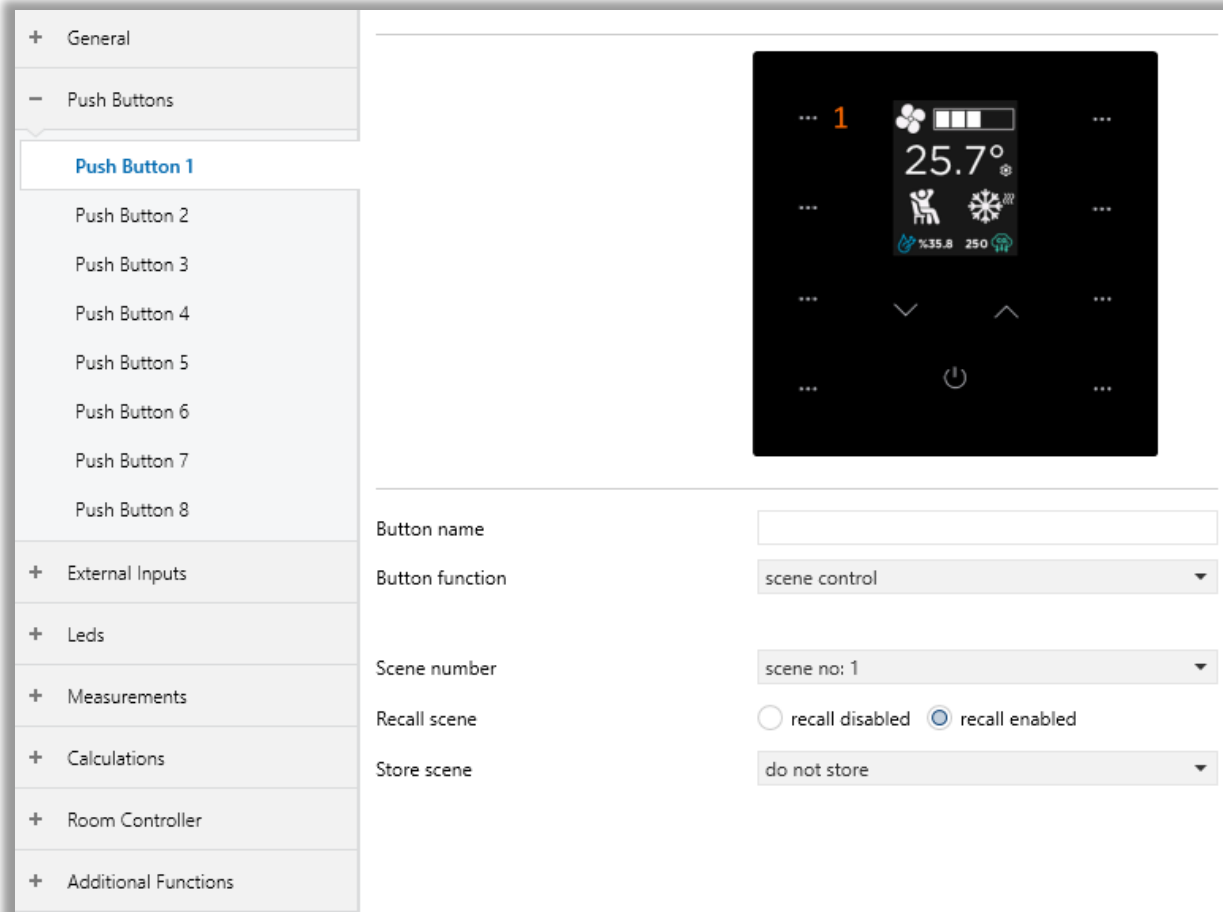 + General
− Push Buttons
Push Button 1
Push Button 2
Push Button 3
Push Button 4
Push Button 5
Push Button 6
Push Button 7
Push Button 8
+ External Inputs
+ Leds
+ Measurements
+ Calculations
+ Room Controller
+ Additional Functions
1
25.7°
%35.8 250
Button name
Button function scene control
Scene number scene no: 1
Recall scene recall disabled recall enabled
Store scene do not store